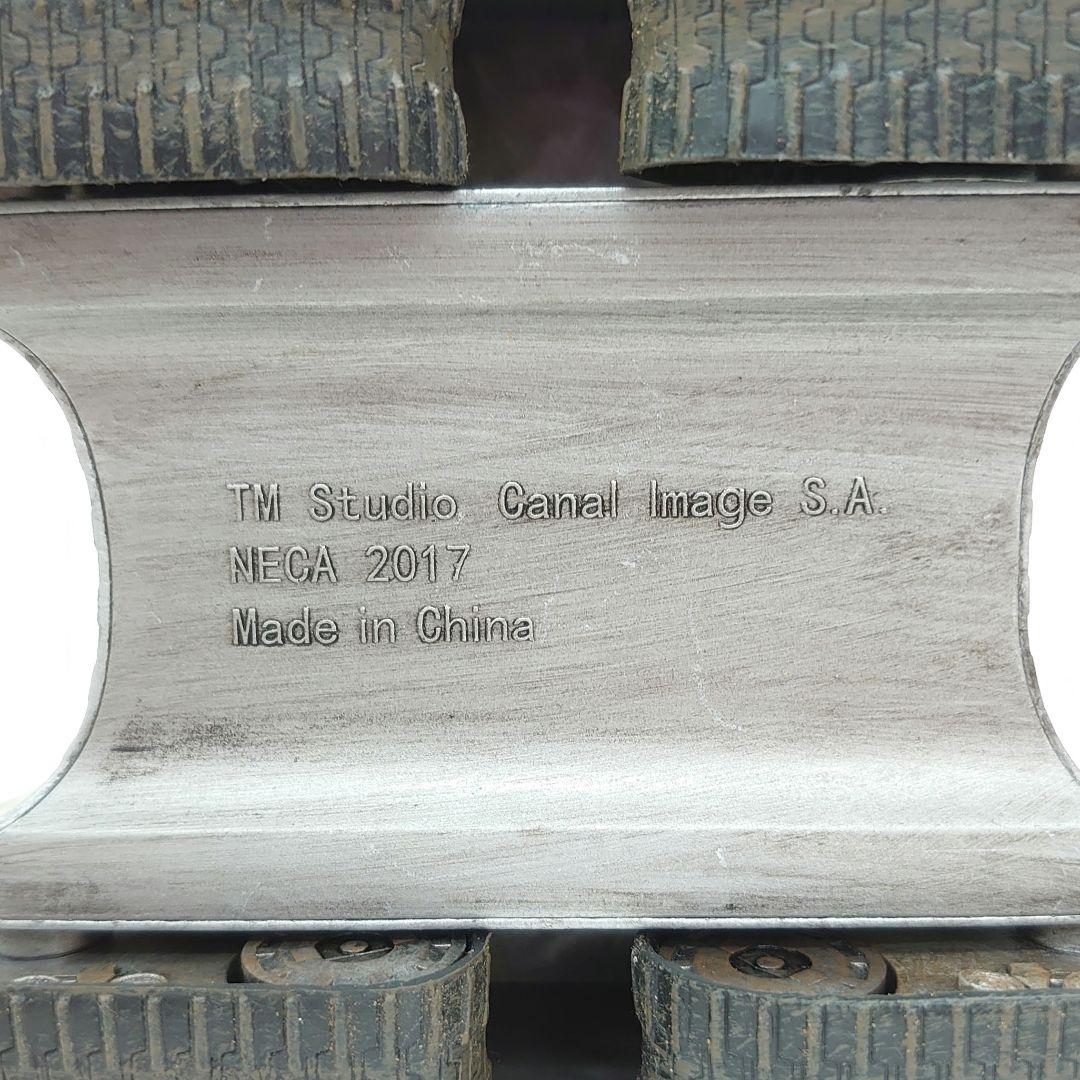 TM Studio Canal Image S.A.
NECA 2017
Made in China